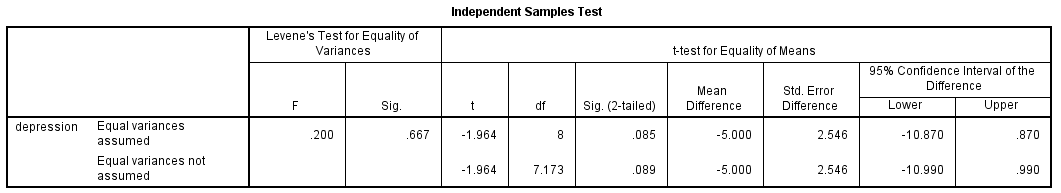 Independent Samples Test
Levene's Test for Equality of
Variances
t-test for Equality of Means
F
Sig.
t
df
Sig. (2-tailed)
Mean
Difference
Std. Error
Difference
95% Confidence Interval of the
Difference
Lower
Upper
depression
Equal variances
assumed
.200
.667
-1.964
8
.085
-5.000
2.546
-10.870
.870
Equal variances not
assumed
-1.964
7.173
.089
-5.000
2.546
-10.990
.990